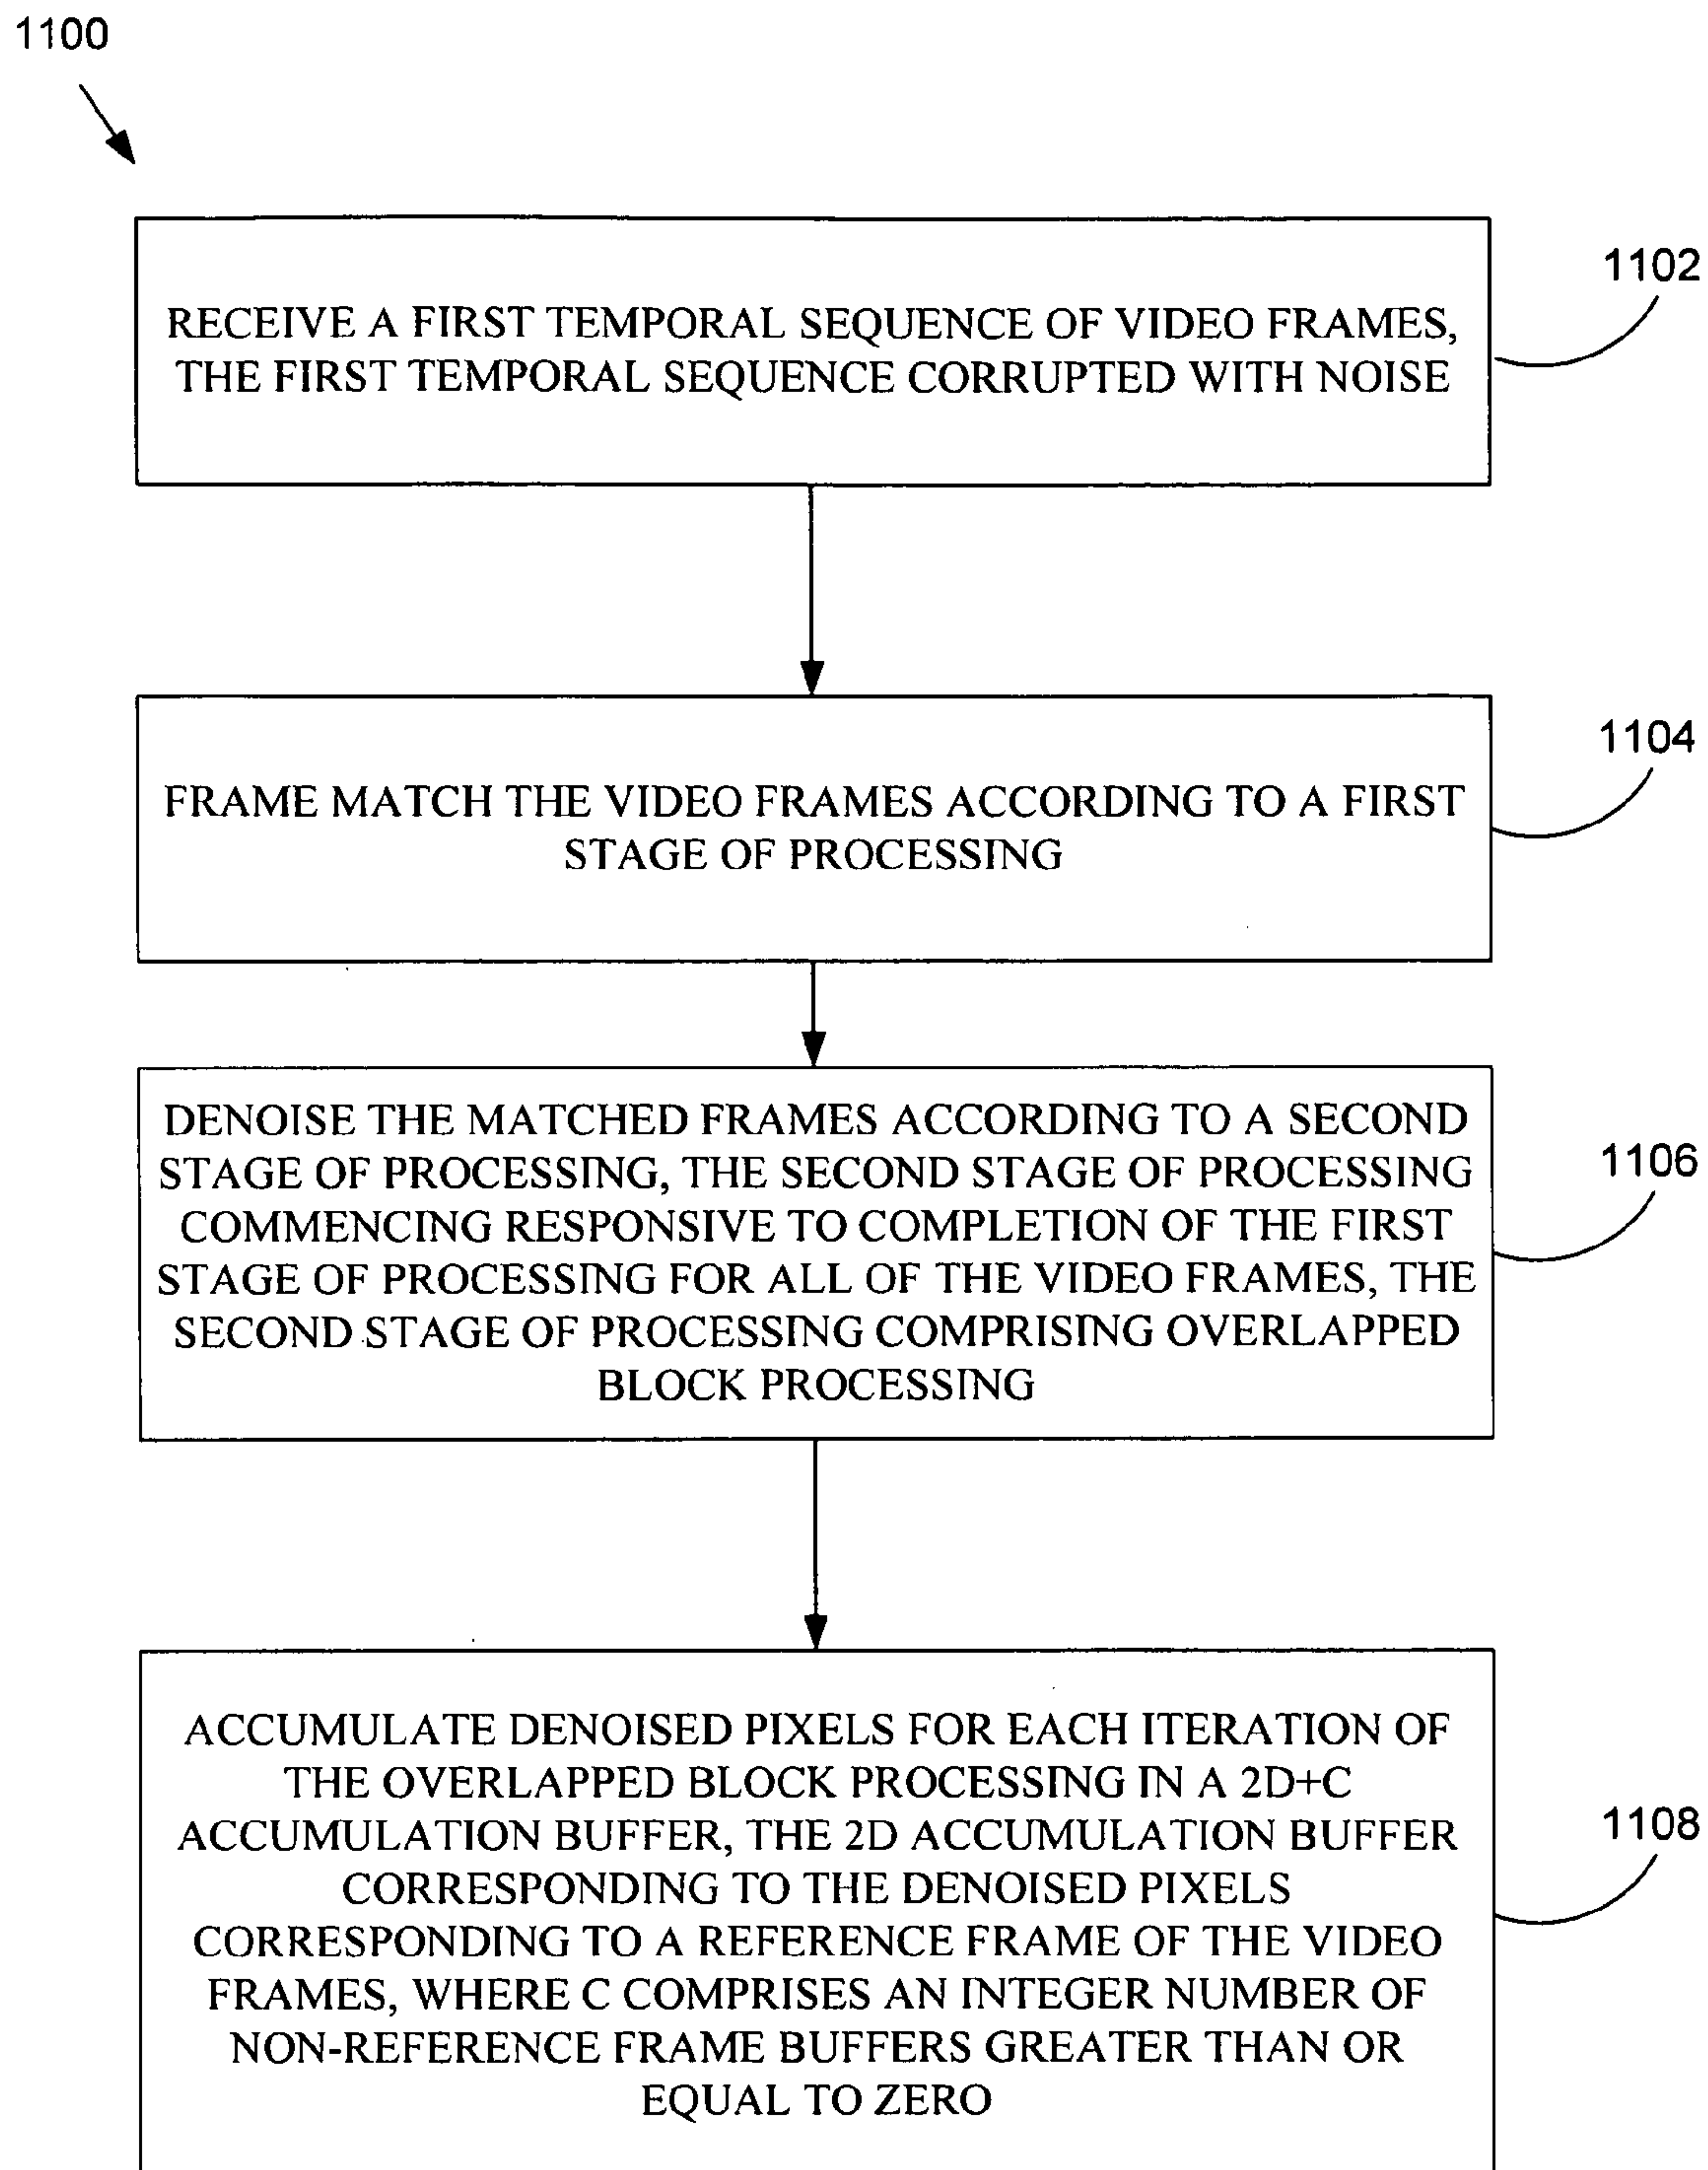 1100
1102
RECEIVE A FIRST TEMPORAL SEQUENCE OF VIDEO FRAMES,
THE FIRST TEMPORAL SEQUENCE CORRUPTED WITH NOISE
1104
FRAME MATCH THE VIDEO FRAMES ACCORDING TO A FIRST
STAGE OF PROCESSING
1106
DENOISE THE MATCHED FRAMES ACCORDING TO A SECOND
STAGE OF PROCESSING, THE SECOND STAGE OF PROCESSING
COMMENCING RESPONSIVE TO COMPLETION OF THE FIRST
STAGE OF PROCESSING FOR ALL OF THE VIDEO FRAMES, THE
SECOND STAGE OF PROCESSING COMPRISING OVERLAPPED
BLOCK PROCESSING
1108
ACCUMULATE DENOISED PIXELS FOR EACH ITERATION OF
THE OVERLAPPED BLOCK PROCESSING IN A 2D+C
ACCUMULATION BUFFER, THE 2D ACCUMULATION BUFFER
CORRESPONDING TO THE DENOISED PIXELS
CORRESPONDING TO A REFERENCE FRAME OF THE VIDEO
FRAMES, WHERE C COMPRISES AN INTEGER NUMBER OF
NON-REFERENCE FRAME BUFFERS GREATER THAN OR
EQUAL TO ZERO